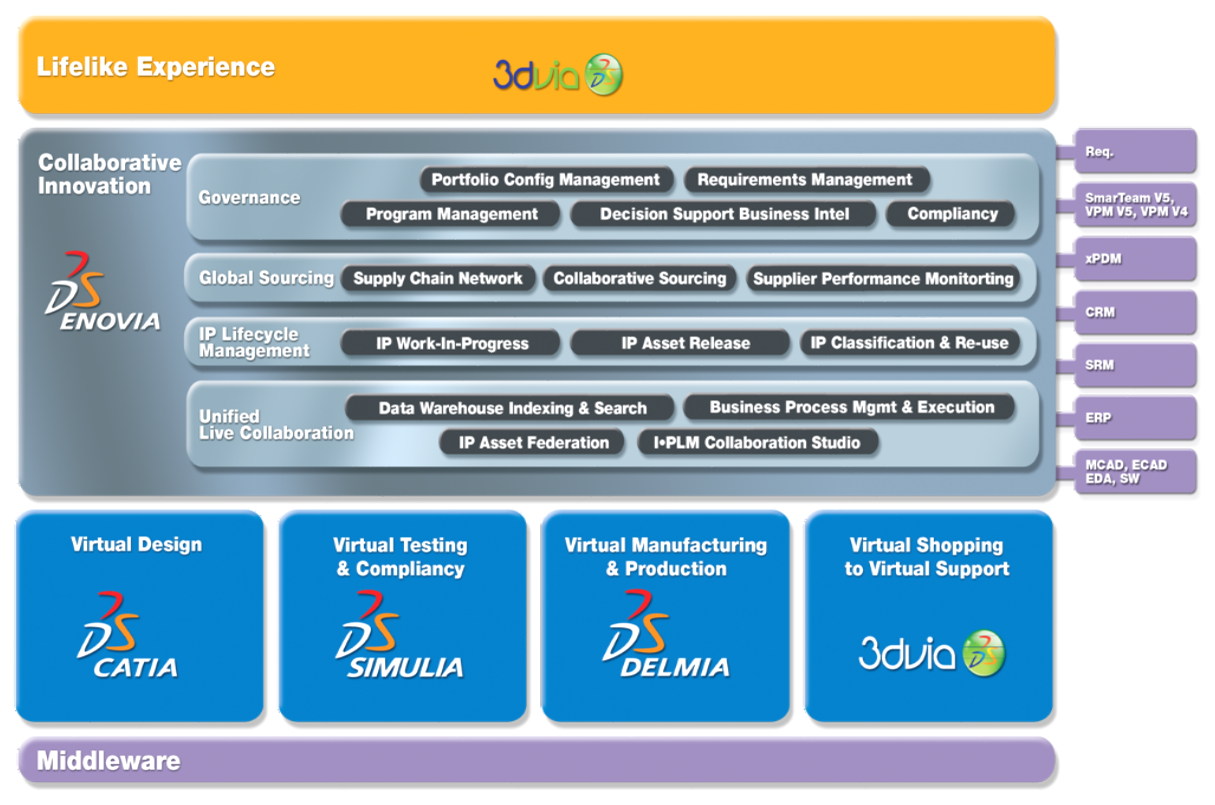 Lifelike Experience
3dvia
Collaborative
Innovation
ENOVIA
Governance
Portfolio Config Management
Requirements Management
Program Management
Decision Support Business Intel
Compliancy
Global Sourcing
Supply Chain Network
Collaborative Sourcing
Supplier Performance Monitorting
IP Lifecycle
Management
IP Work-In-Progress
IP Asset Release
IP Classification & Re-use
Unified
Live Collaboration
Data Warehouse Indexing & Search
Business Process Mgmt & Execution
IP Asset Federation
I•PLM Collaboration Studio
Req.
SmarTeam V5,
VPM V5, VPM V4
xPDM
CRM
SRM
ERP
MCAD, ECAD
EDA, SW
Virtual Design
CATIA
Virtual Testing
& Compliancy
SIMULIA
Virtual Manufacturing
& Production
DELMIA
Virtual Shopping
to Virtual Support
3dvia
Middleware